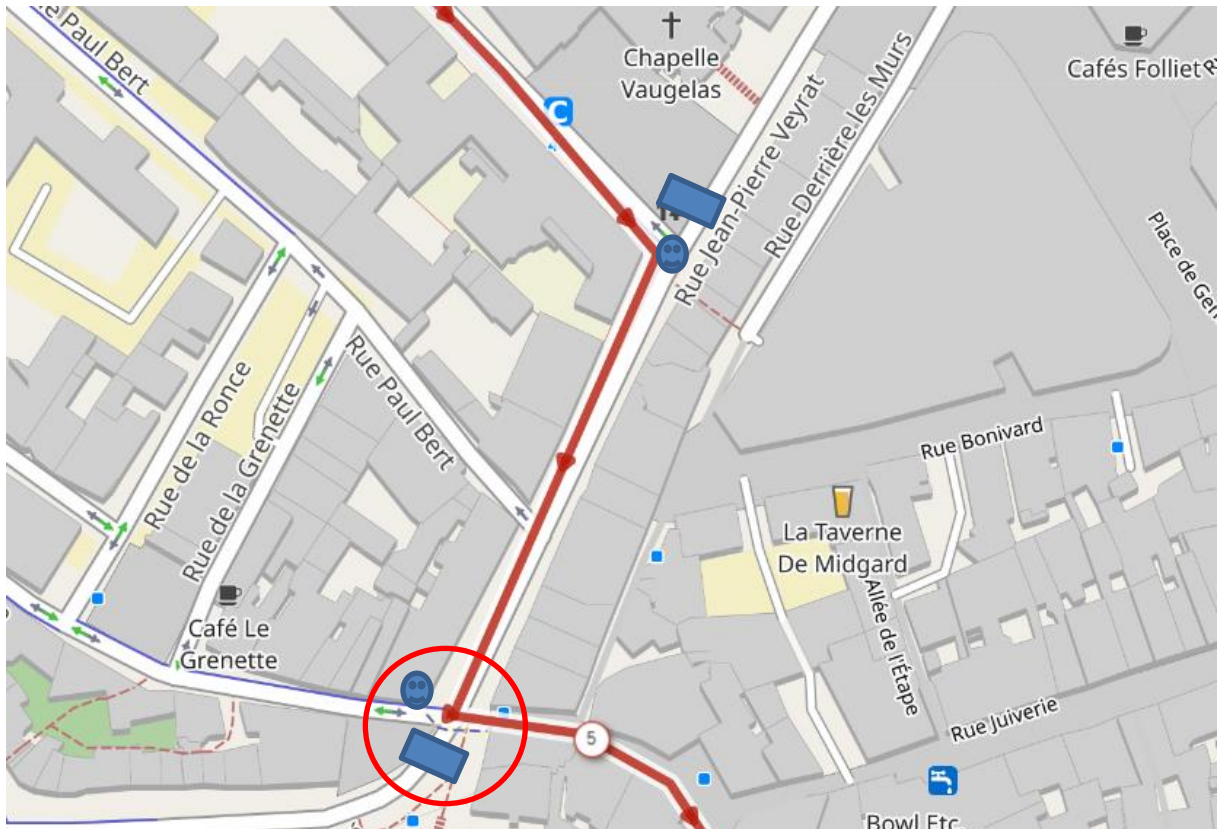 Paul Bert
Chapelle
Vaugelas
Cafés Folliet
C
Rue Jean-Pierre Veyrat
Rue Derrière les Murs
Place de Gen
Rue Paul Bert
Rue de la Ronce
Rue de la Grenette
Rue Bonivard
La Taverne
De Midgard
Allée de l'Étape
Café Le
Grenette
Rue Juiverie
5
Bowl Etc.